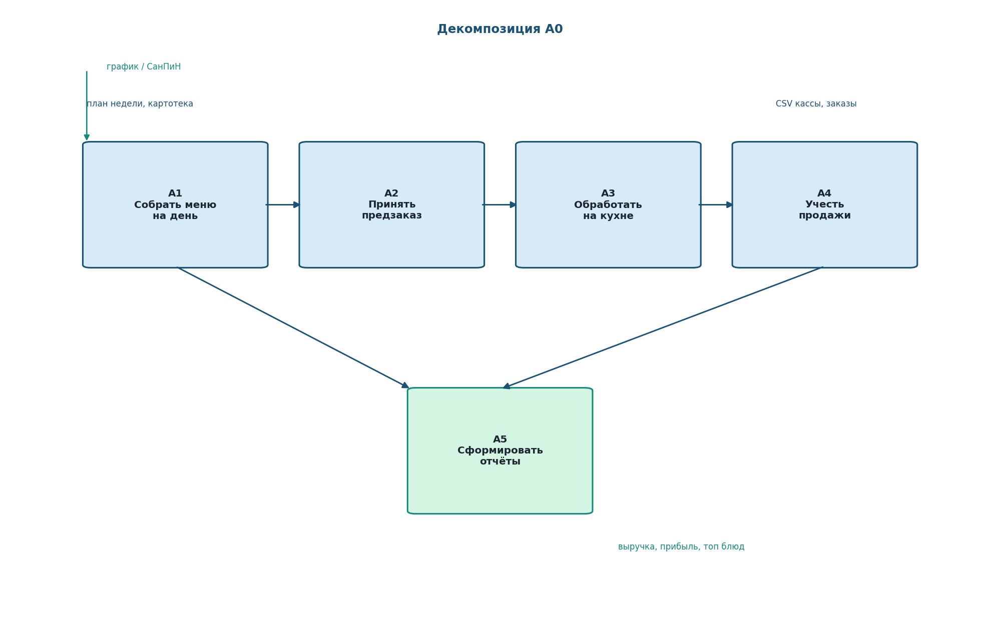 Декомпозиция А0
график / СанПиН
план недели, картотека
CSV кассы, заказы
А1
Собрать меню
на день
А2
Принять
предзаказ
А3
Обработать
на кухне
А4
Учесть
продажи
А5
Сформировать
отчёты
выручка, прибыль, топ блюд